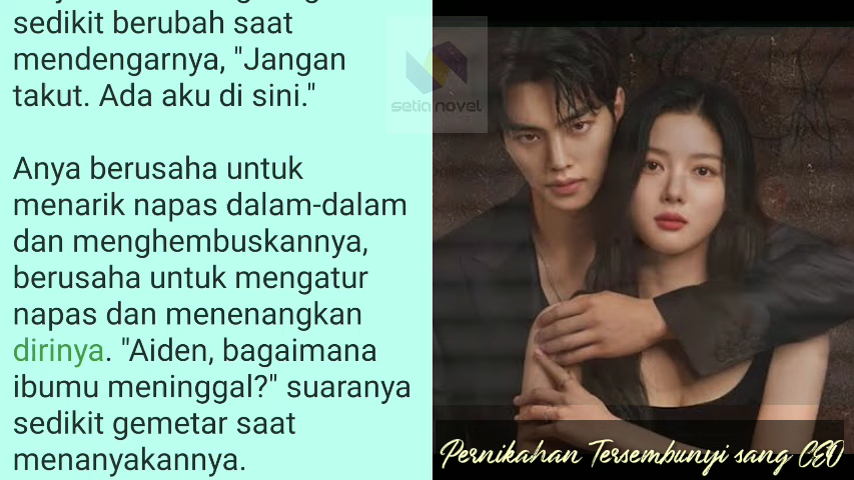 sedikit berubah saat
mendengarnya, "Jangan
takut. Ada aku di sini."
Anya berusaha untuk
menarik napas dalam-dalam
dan menghembuskannya,
berusaha untuk mengatur
napas dan menenangkan
dirinya. "Aiden, bagaimana
ibumu meninggal?" suaranya
sedikit gemetar saat
menanyakannya.
setia novel
Pernikahan Tersembunyi sang CEO